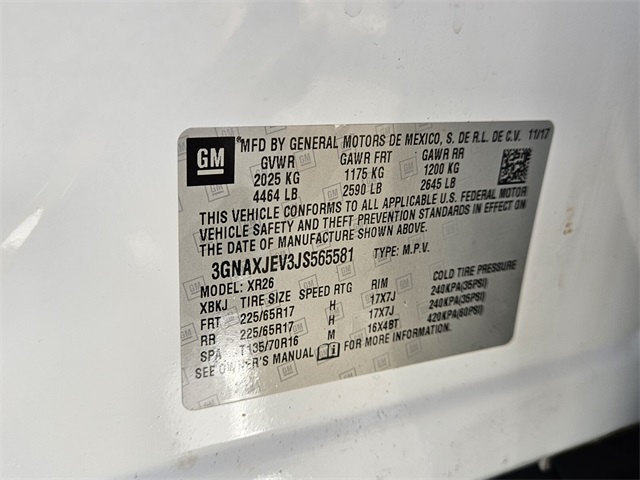 GM
®MFD BY GENERAL MOTORS DE MEXICO, S. DE R.L. DE C.V. 11/17
GVWR GAWR FRT GAWR RR
2025 KG 1175 KG 1200 KG
4464 LB 2590 LB 2645 LB
THIS VEHICLE CONFORMS TO ALL APPLICABLE U.S. FEDERAL MOTOR
VEHICLE SAFETY AND THEFT PREVENTION STANDARDS IN EFFECT ON
THE DATE OF MANUFACTURE SHOWN ABOVE.
3GNAXJEV3JS565581 TYPE: M.P.V.
MODEL: XR26
XBKJ TIRE SIZE SPEED RTG RIM COLD TIRE PRESSURE
FRT 225/65R17 H 17X7J 240KPA(35PSI)
RR 225/65R17 H 17X7J 240KPA(35PSI)
SPA T135/70R16 M 16X4BT 420KPA(60PSI)
SEE OWNER'S MANUAL FOR MORE INFORMATION.